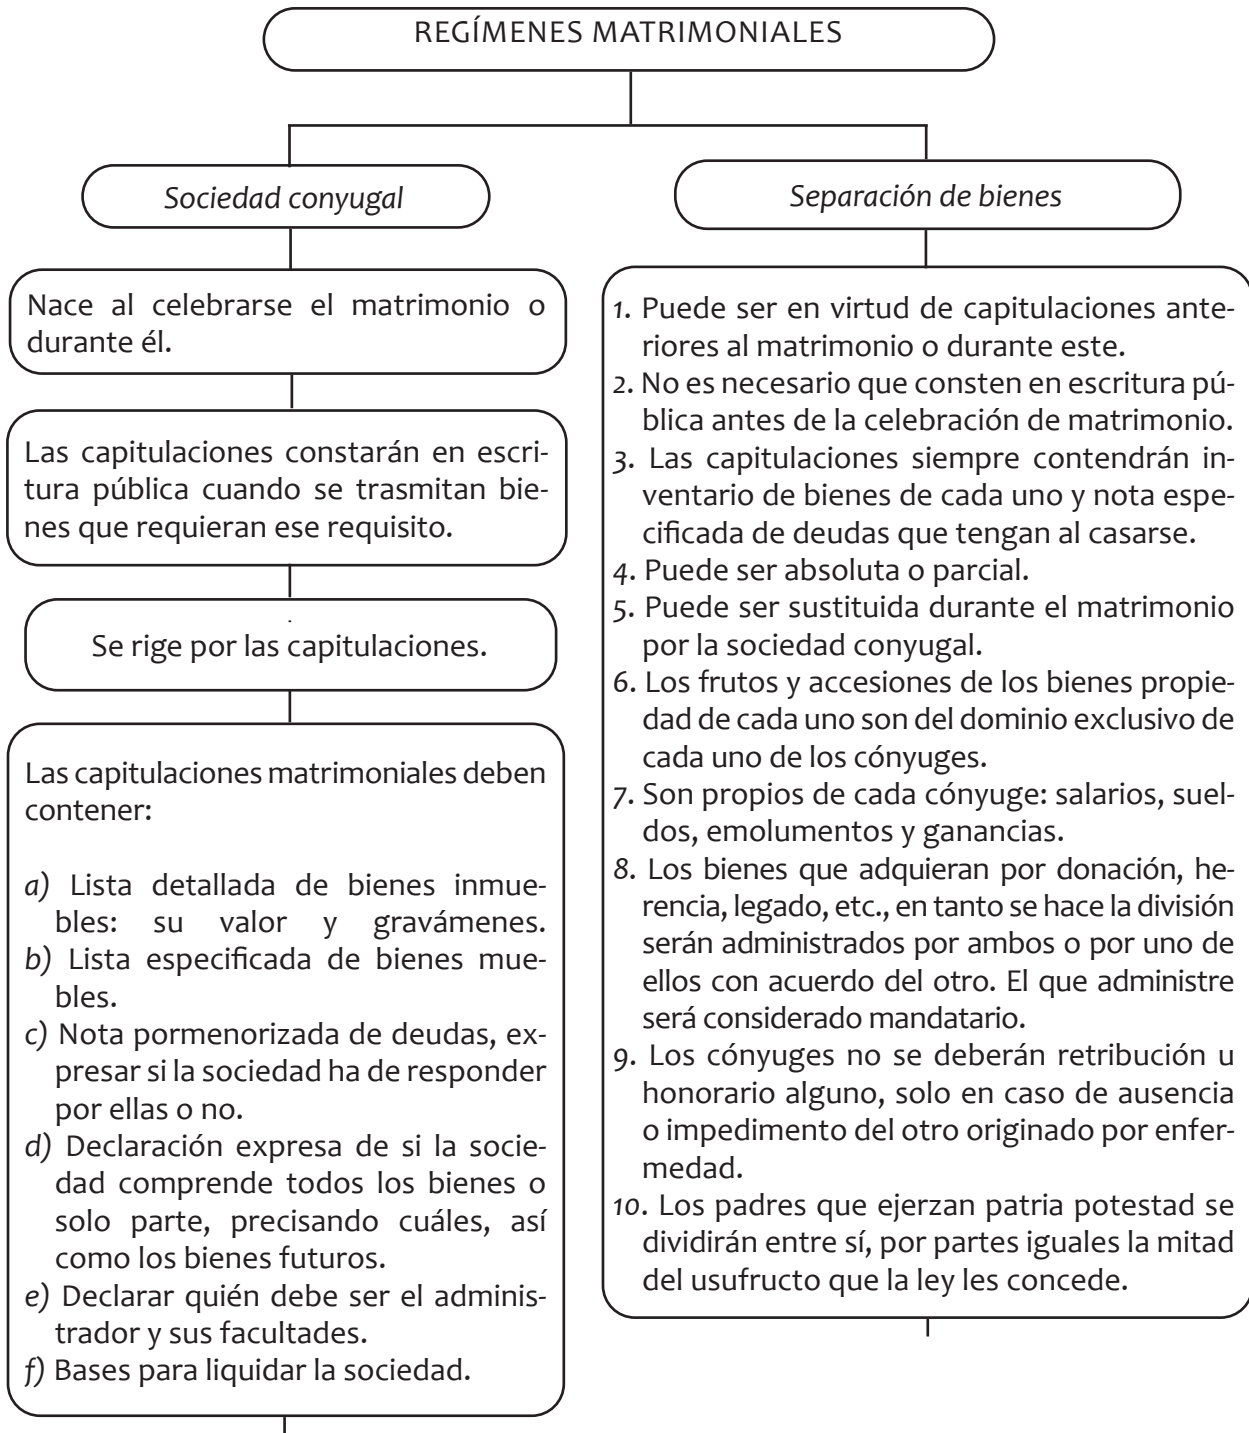 REGÍMENES MATRIMONIALES
Sociedad conyugal
Nace al celebrarse el matrimonio o
durante él.
Las capitulaciones constarán en escri-
tura pública cuando se trasmitan bie-
nes que requieran ese requisito.
Se rige por las capitulaciones.
Las capitulaciones matrimoniales deben
contener:
a) Lista detallada de bienes inmue-
bles: su valor y gravámenes.
b) Lista especificada de bienes mue-
bles.
c) Nota pormenorizada de deudas, ex-
presar si la sociedad ha de responder
por ellas o no.
d) Declaración expresa de si la socie-
dad comprende todos los bienes o
solo parte, precisando cuáles, así
como los bienes futuros.
e) Declarar quién debe ser el adminis-
trador y sus facultades.
f) Bases para liquidar la sociedad.
Separación de bienes
1. Puede ser en virtud de capitulaciones ante-
riores al matrimonio o durante este.
2. No es necesario que consten en escritura pú-
blica antes de la celebración de matrimonio.
3. Las capitulaciones siempre contendrán in-
ventario de bienes de cada uno y nota espe-
cificada de deudas que tengan al casarse.
4. Puede ser absoluta o parcial.
5. Puede ser sustituida durante el matrimonio
por la sociedad conyugal.
6. Los frutos y accesiones de los bienes propie-
dad de cada uno son del dominio exclusivo de
cada uno de los cónyuges.
7. Son propios de cada cónyuge: salarios, suel-
dos, emolumentos y ganancias.
8. Los bienes que adquieran por donación, he-
rencia, legado, etc., en tanto se hace la división
serán administrados por ambos o por uno de
ellos con acuerdo del otro. El que administre
será considerado mandatario.
9. Los cónyuges no se deberán retribución u
honorario alguno, solo en caso de ausencia
o impedimento del otro originado por enfer-
medad.
10. Los padres que ejerzan patria potestad se
dividirán entre sí, por partes iguales la mitad
del usufructo que la ley les concede.